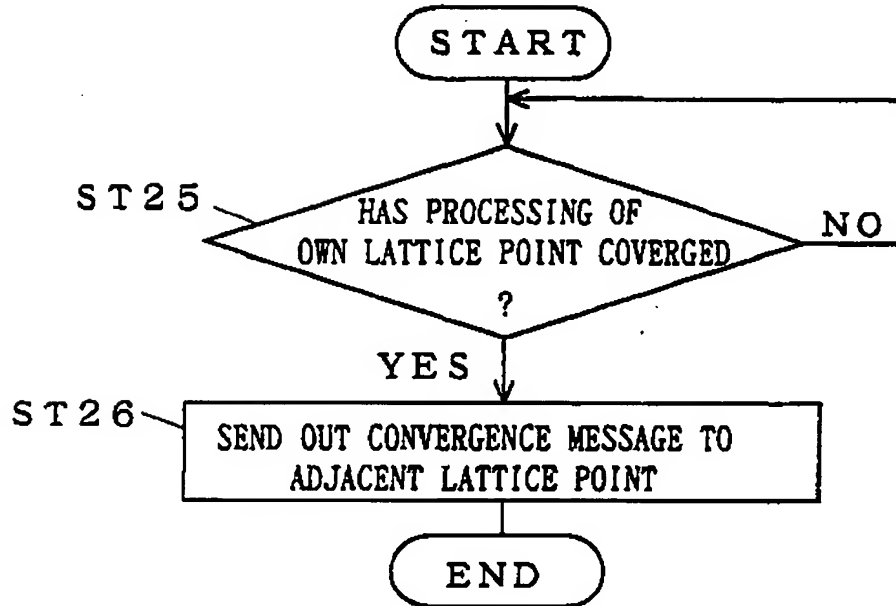 START
ST25
HAS PROCESSING OF
OWN LATTICE POINT COVERGED
?
NO
YES
ST26
SEND OUT CONVERGENCE MESSAGE TO
ADJACENT LATTICE POINT
END